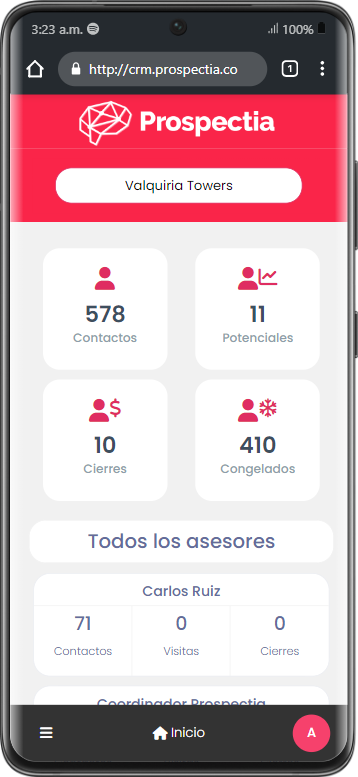 3:23 a.m. 100%
http://crm.prospectia.co 1
Prospectia
Valquiria Towers
578 11
Contactos Potenciales
10 410
Cierres Congelados
Todos los asesores
Carlos Ruiz
71 0 0
Contactos Visitas Cierres
Coordinador Prospectia
Inicio A